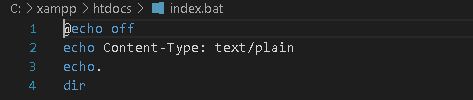 C: > xampp > htdocs > index.bat
1 @echo off
2 echo Content-Type: text/plain
3 echo.
4 dir